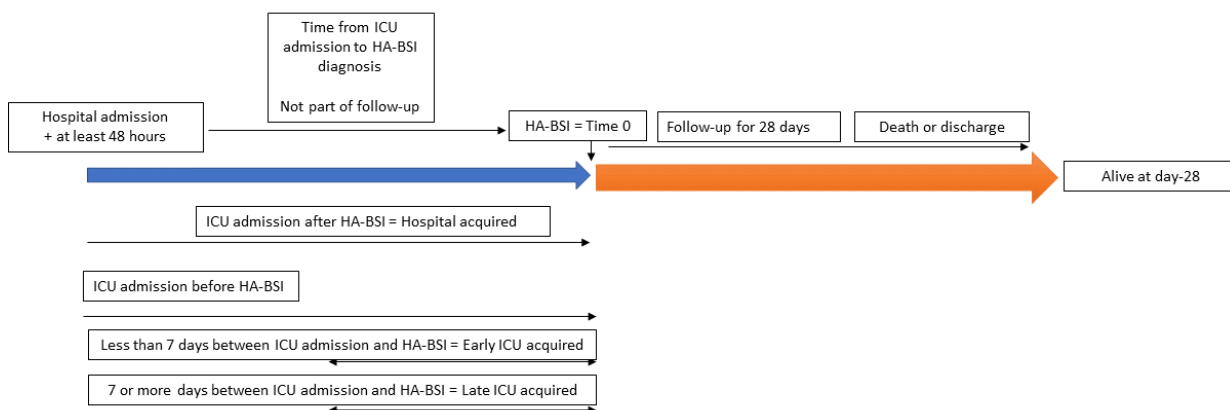 Time from ICU
admission to HA-BSI
diagnosis
Not part of follow-up
Hospital admission
+ at least 48 hours
HA-BSI = Time 0
Follow-up for 28 days
Death or discharge
Alive at day-28
ICU admission after HA-BSI = Hospital acquired
ICU admission before HA-BSI
Less than 7 days between ICU admission and HA-BSI = Early ICU acquired
7 or more days between ICU admission and HA-BSI = Late ICU acquired